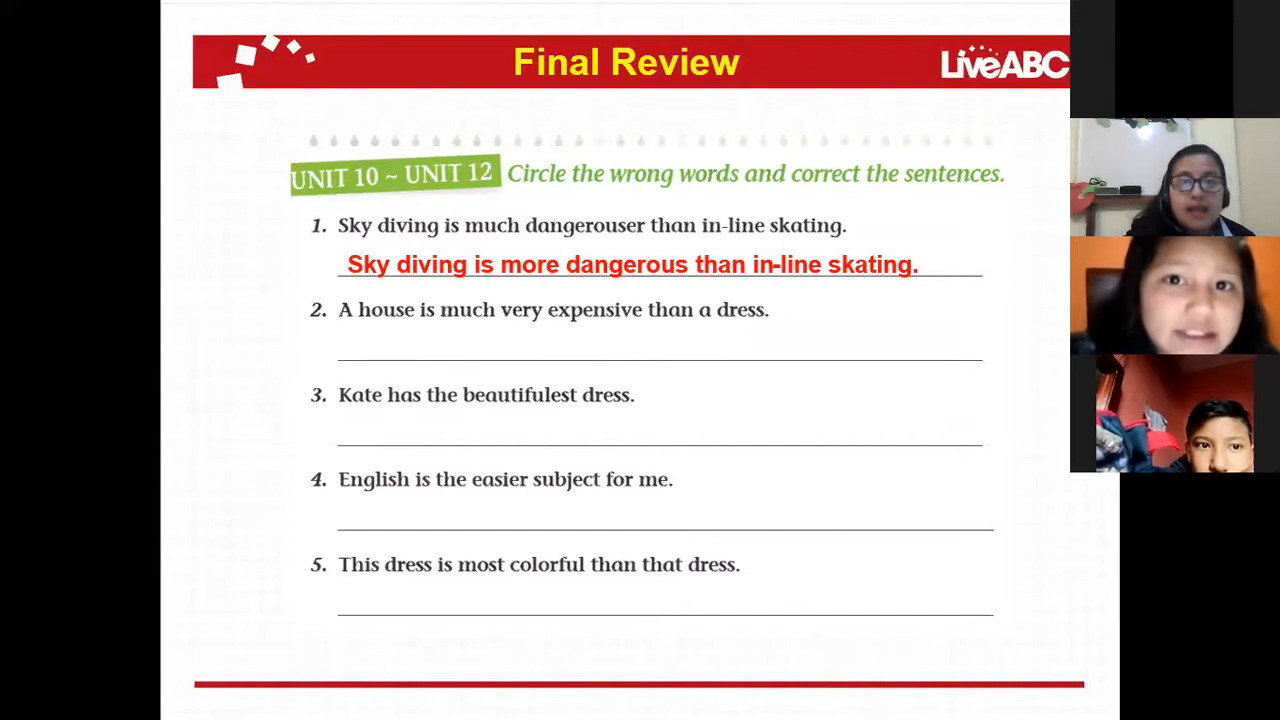 Final Review
LiveABC
UNIT 10 ~ UNIT 12 Circle the wrong words and correct the sentences.
1. Sky diving is much dangerouser than in-line skating.
Sky diving is more dangerous than in-line skating.
2. A house is much very expensive than a dress.
3. Kate has the beautifulest dress.
4. English is the easier subject for me.
5. This dress is most colorful than that dress.